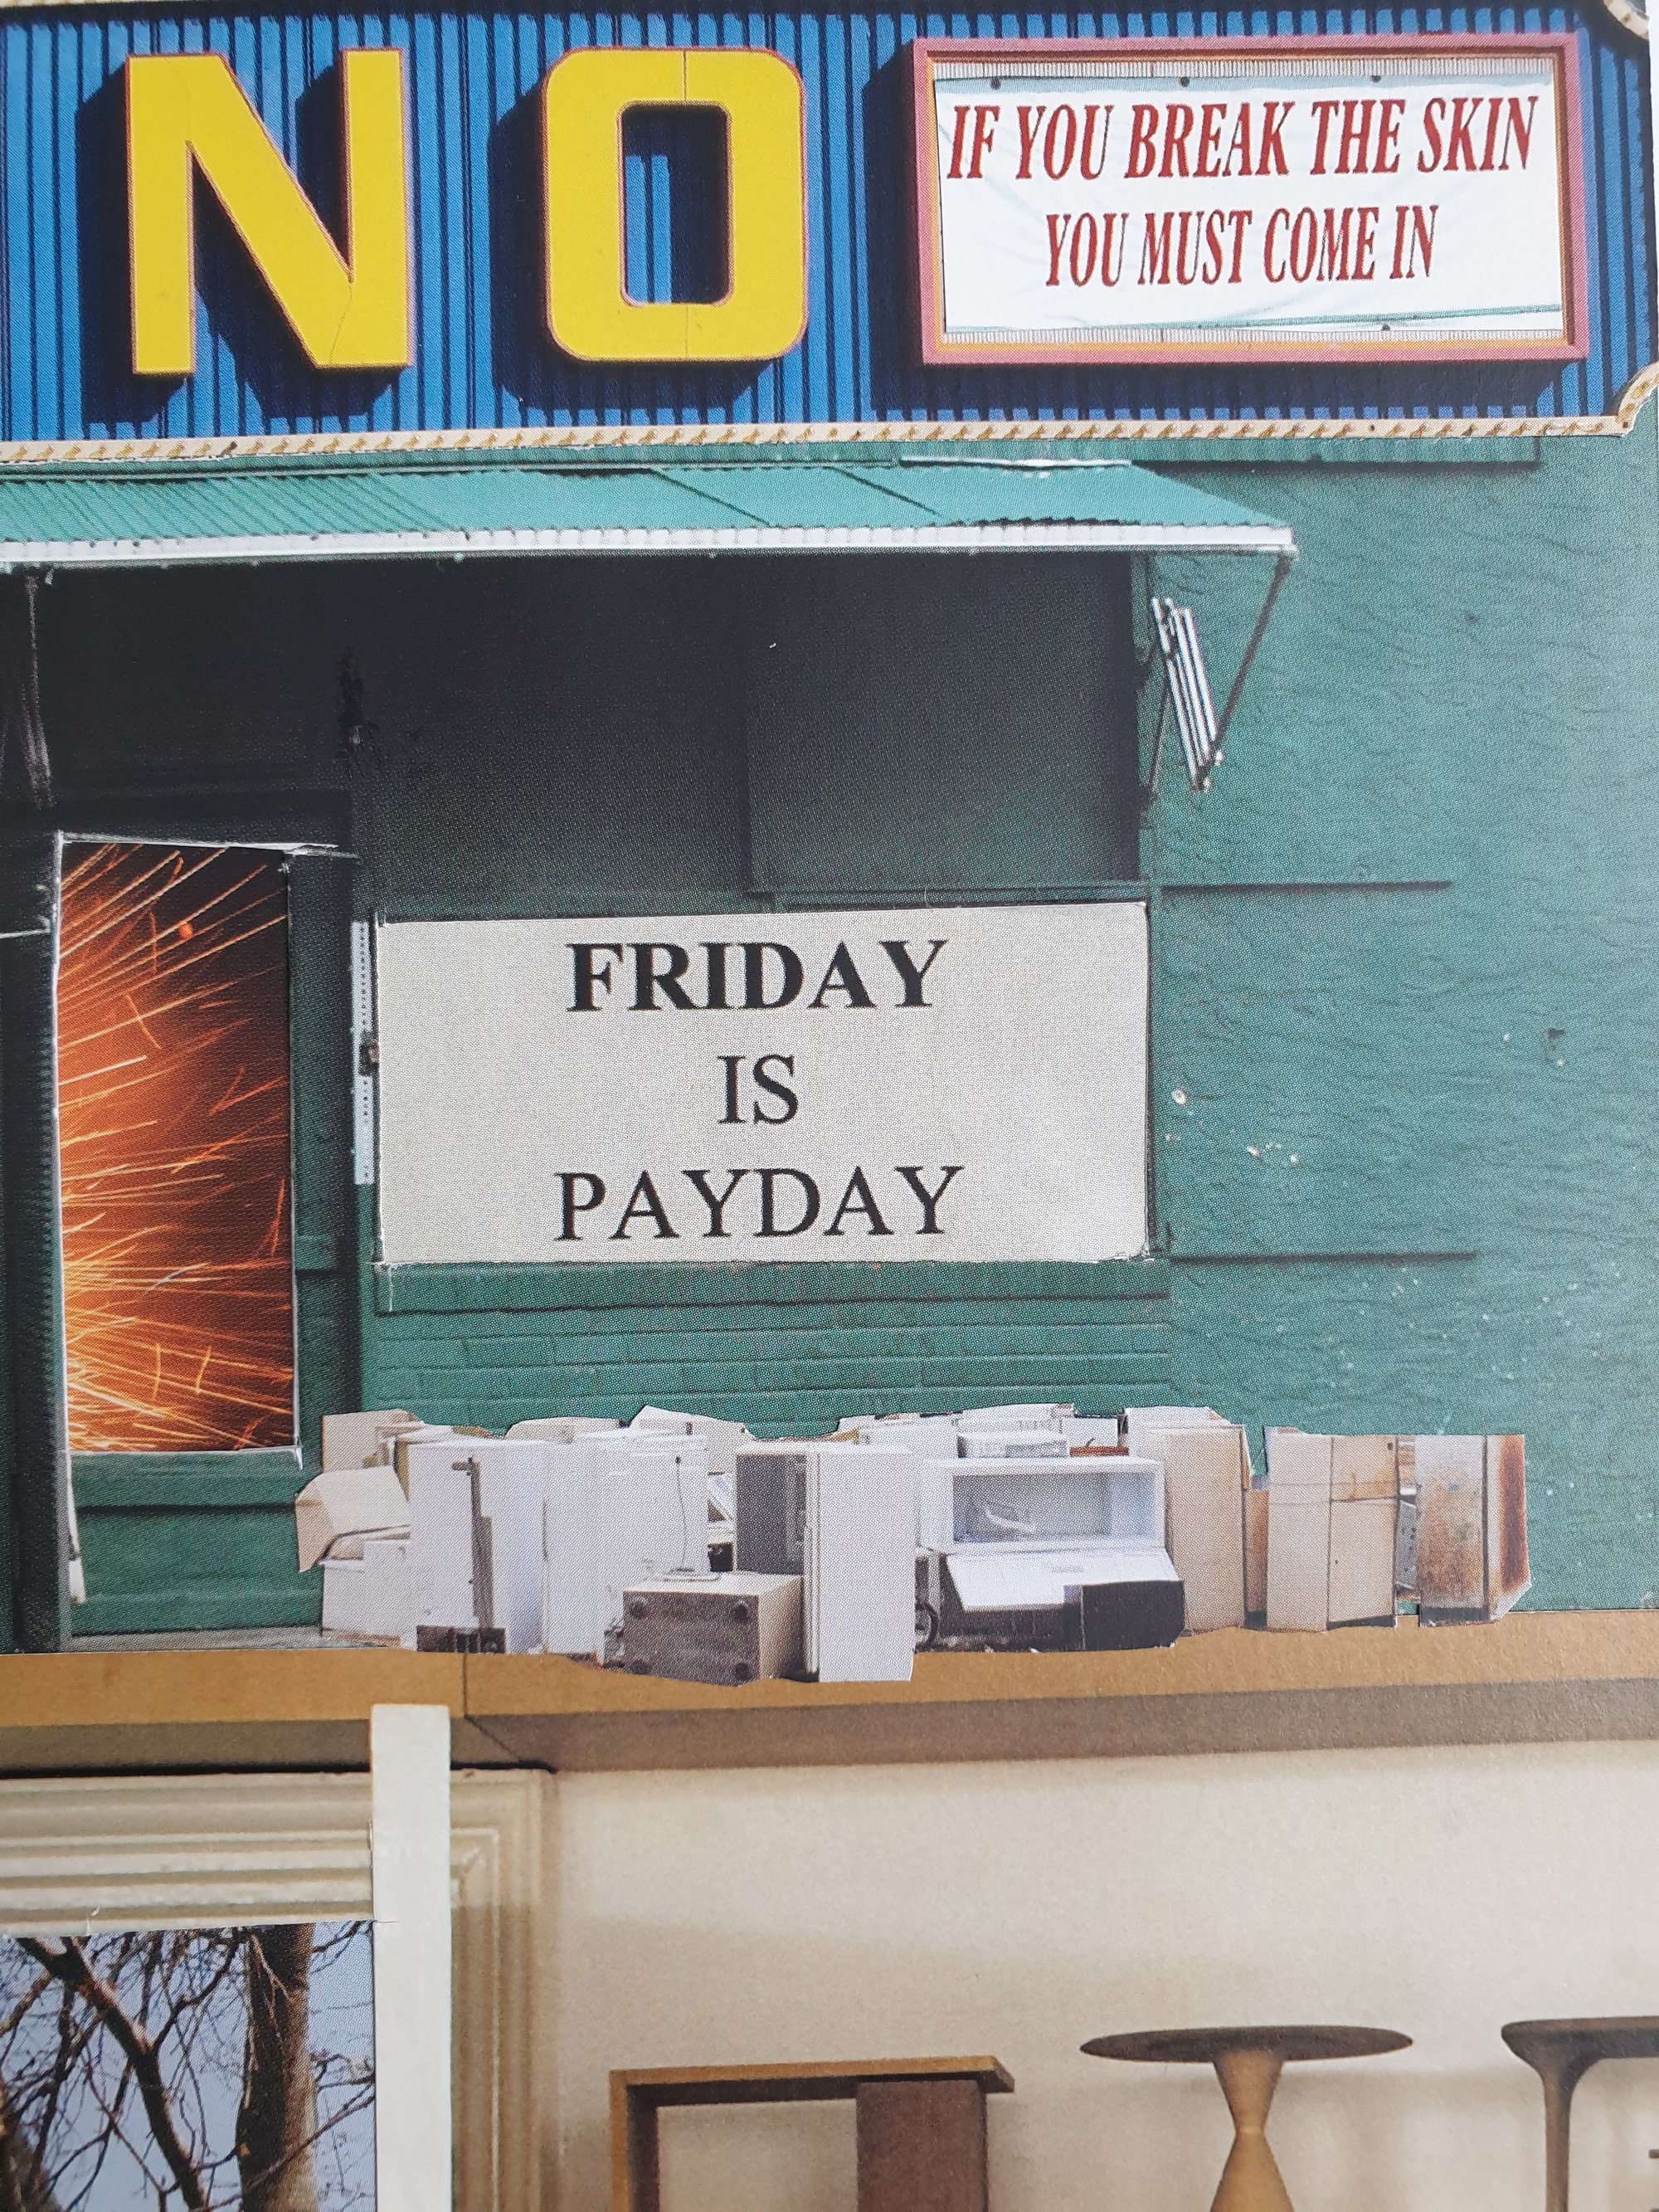 NO
IF YOU BREAK THE SKIN
YOU MUST COME IN
FRIDAY
IS
PAYDAY